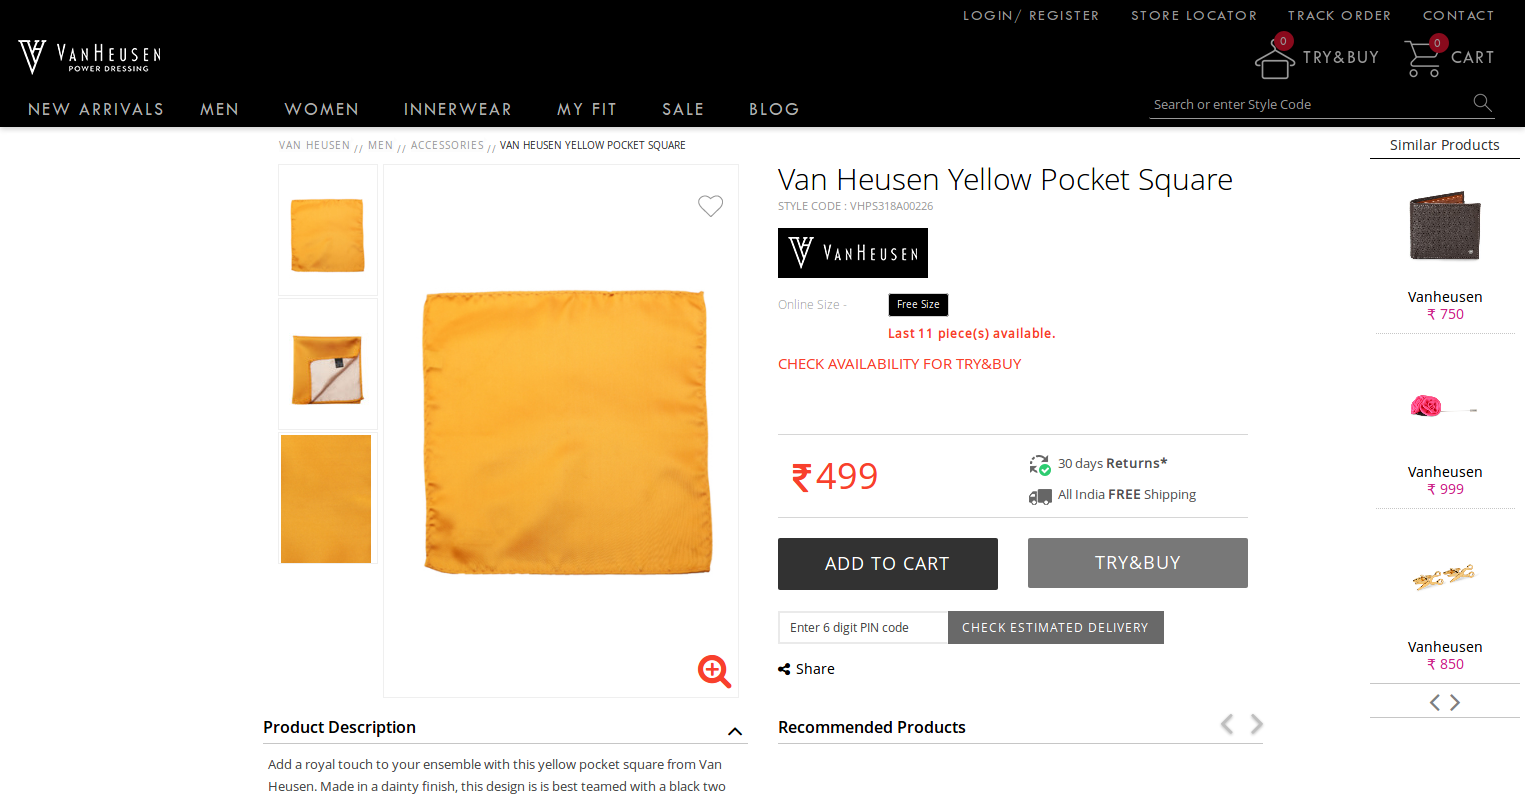 LOGIN/ REGISTER STORE LOCATOR TRACK ORDER CONTACT
VANHEUSEN
POWER DRESSING
0 TRY&BUY 0 CART
NEW ARRIVALS MEN WOMEN INNERWEAR MY FIT SALE BLOG
Search or enter Style Code
VAN HEUSEN // MEN // ACCESSORIES // VAN HEUSEN YELLOW POCKET SQUARE
Van Heusen Yellow Pocket Square
STYLE CODE : VHPS318A00226
VANHEUSEN
Online Size - Free Size
Last 11 piece(s) available.
CHECK AVAILABILITY FOR TRY&BUY
₹499
30 days Returns*
All India FREE Shipping
ADD TO CART TRY&BUY
Enter 6 digit PIN code CHECK ESTIMATED DELIVERY
Share
Similar Products
Vanheusen
₹ 750
Vanheusen
₹ 999
Vanheusen
₹ 850
Product Description
Add a royal touch to your ensemble with this yellow pocket square from Van
Heusen. Made in a dainty finish, this design is is best teamed with a black two
Recommended Products